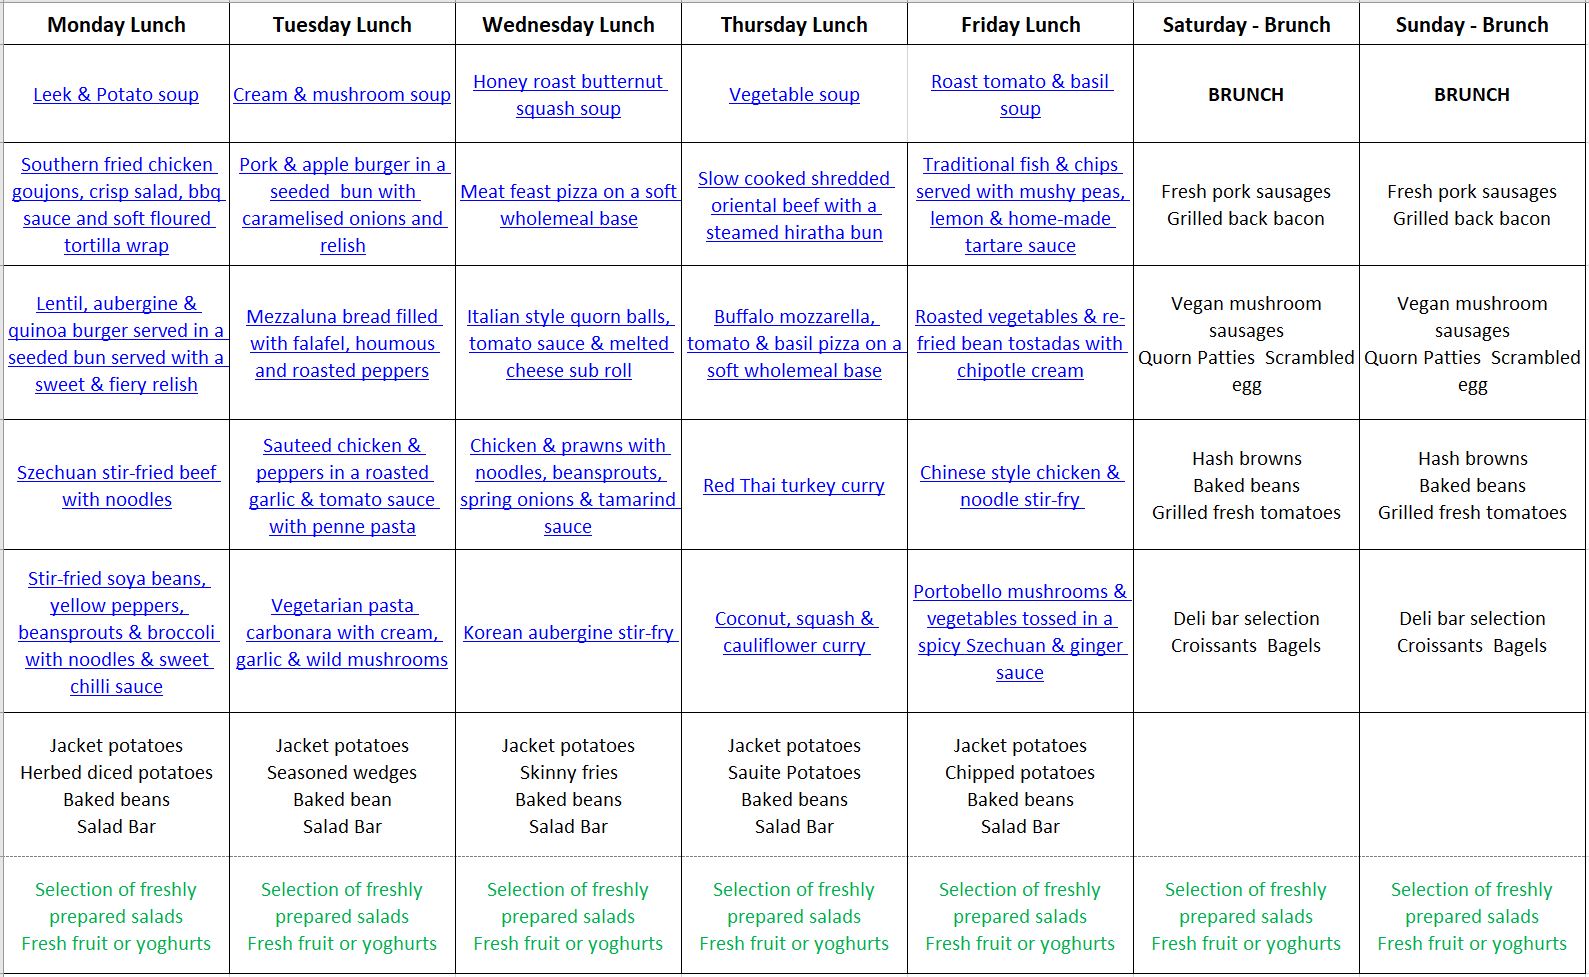 Monday Lunch
Tuesday Lunch
Wednesday Lunch
Thursday Lunch
Friday Lunch
Saturday - Brunch
Sunday - Brunch
Leek & Potato soup
Cream & mushroom soup
Honey roast butternut
squash soup
Vegetable soup
Roast tomato & basil
soup
BRUNCH
BRUNCH
Southern fried chicken
goujons, crisp salad, bbq
sauce and soft floured
tortilla wrap
Pork & apple burger in a
seeded  bun with
caramelised onions and
relish
Meat feast pizza on a soft
wholemeal base
Slow cooked shredded
oriental beef with a
steamed hiratha bun
Traditional fish & chips
served with mushy peas,
lemon & home-made
tartare sauce
Fresh pork sausages
Grilled back bacon
Fresh pork sausages
Grilled back bacon
Lentil, aubergine &
quinoa burger served in a
seeded bun served with a
sweet & fiery relish
Mezzaluna bread filled
with falafel, houmous
and roasted peppers
Italian style quorn balls,
tomato sauce & melted
cheese sub roll
Buffalo mozzarella,
tomato & basil pizza on a
soft wholemeal base
Roasted vegetables & re-
fried bean tostadas with
chipotle cream
Vegan mushroom
sausages
Quorn Patties  Scrambled
egg
Vegan mushroom
sausages
Quorn Patties  Scrambled
egg
Szechuan stir-fried beef
with noodles
Sauteed chicken &
peppers in a roasted
garlic & tomato sauce
with penne pasta
Chicken & prawns with
noodles, beansprouts,
spring onions & tamarind
sauce
Red Thai turkey curry
Chinese style chicken &
noodle stir-fry
Hash browns
Baked beans
Grilled fresh tomatoes
Hash browns
Baked beans
Grilled fresh tomatoes
Stir-fried soya beans,
yellow peppers,
beansprouts & broccoli
with noodles & sweet
chilli sauce
Vegetarian pasta
carbonara with cream,
garlic & wild mushrooms
Korean aubergine stir-fry
Coconut, squash &
cauliflower curry
Portobello mushrooms &
vegetables tossed in a
spicy Szechuan & ginger
sauce
Deli bar selection
Croissants  Bagels
Deli bar selection
Croissants  Bagels
Jacket potatoes
Herbed diced potatoes
Baked beans
Salad Bar
Jacket potatoes
Seasoned wedges
Baked bean
Salad Bar
Jacket potatoes
Skinny fries
Baked beans
Salad Bar
Jacket potatoes
Sauite Potatoes
Baked beans
Salad Bar
Jacket potatoes
Chipped potatoes
Baked beans
Salad Bar
Selection of freshly
prepared salads
Fresh fruit or yoghurts
Selection of freshly
prepared salads
Fresh fruit or yoghurts
Selection of freshly
prepared salads
Fresh fruit or yoghurts
Selection of freshly
prepared salads
Fresh fruit or yoghurts
Selection of freshly
prepared salads
Fresh fruit or yoghurts
Selection of freshly
prepared salads
Fresh fruit or yoghurts
Selection of freshly
prepared salads
Fresh fruit or yoghurts